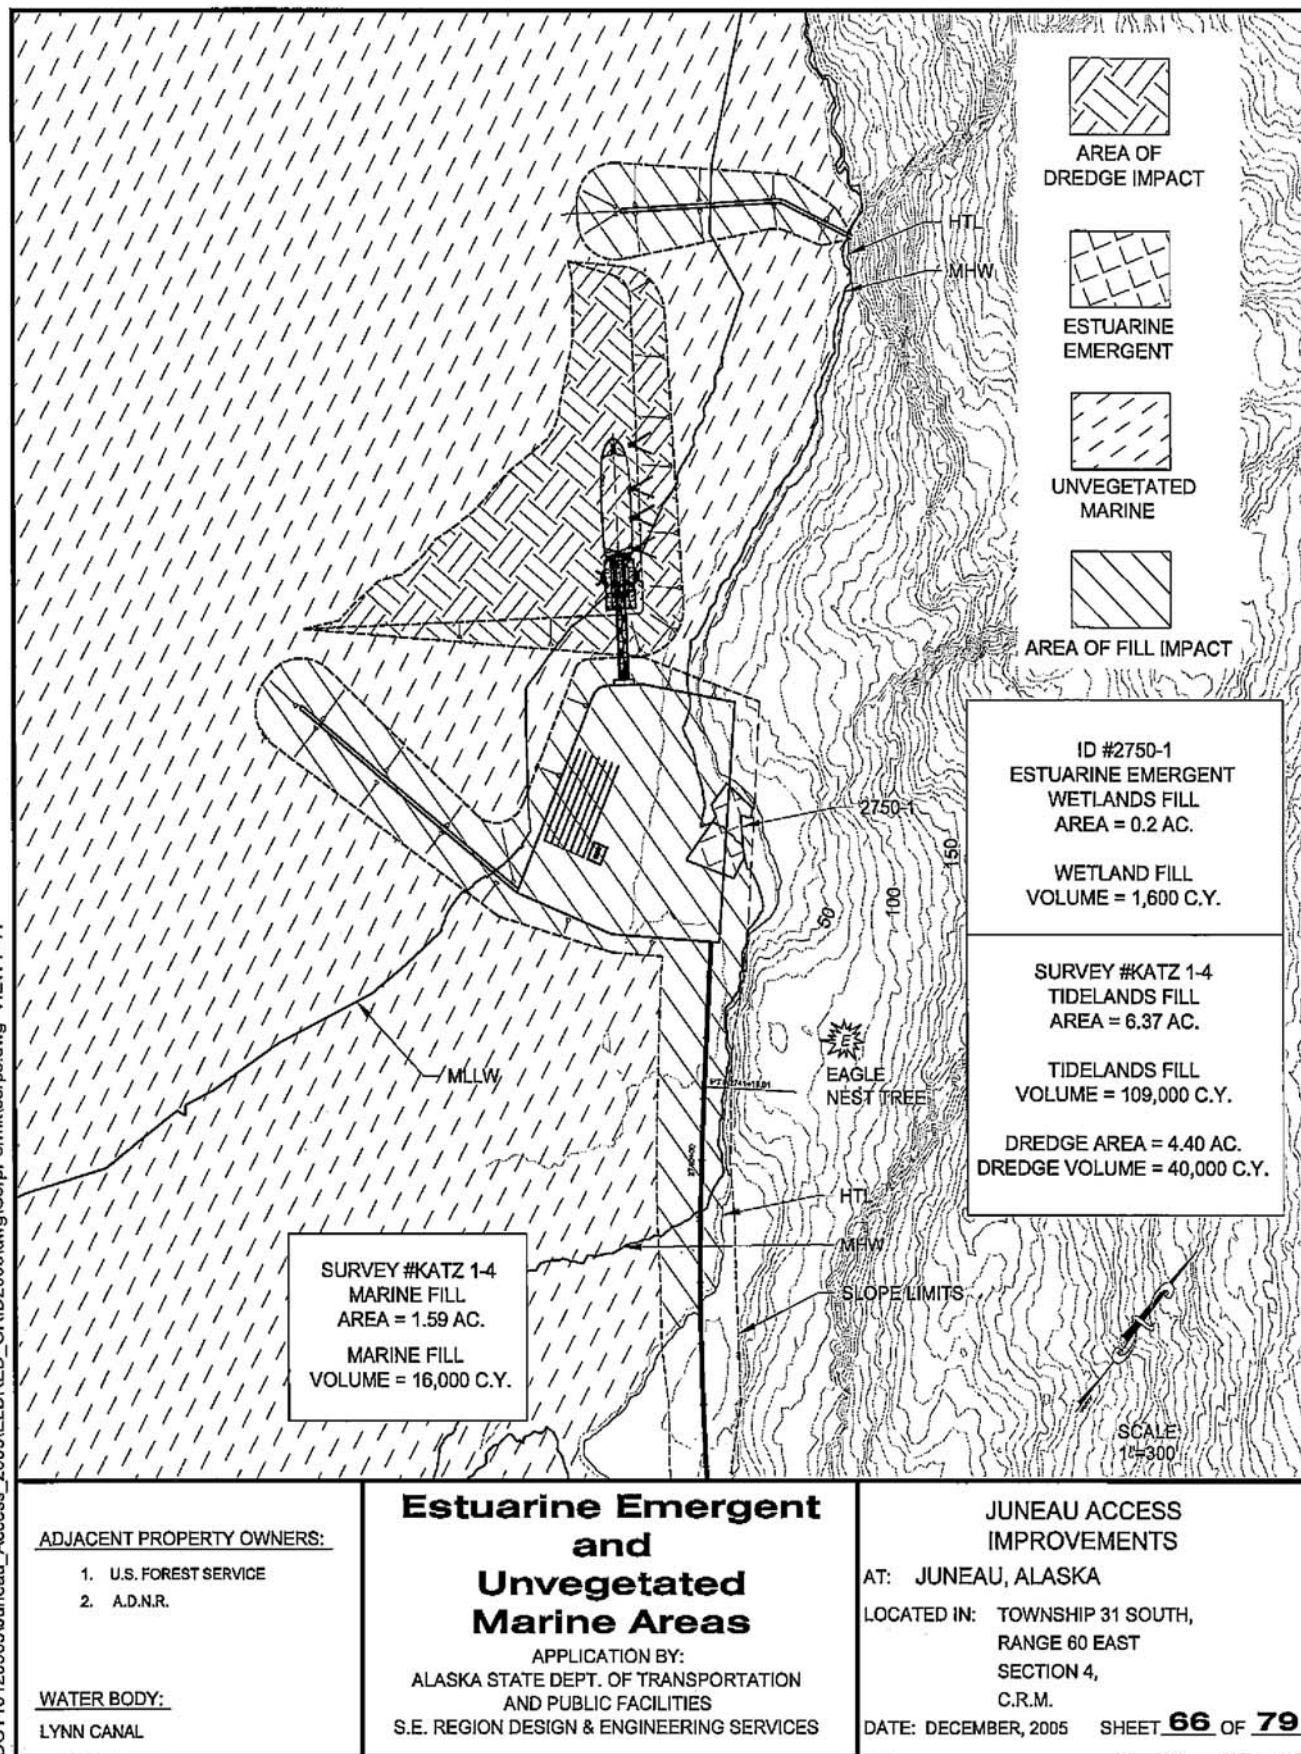 AREA OF
DREDGE IMPACT
HTL
MHW
ESTUARINE
EMERGENT
UNVEGETATED
MARINE
AREA OF FILL IMPACT
ID #2750-1
ESTUARINE EMERGENT
WETLANDS FILL
AREA = 0.2 AC.
WETLAND FILL
VOLUME = 1,600 C.Y.
2750-1
150
100
50
SURVEY #KATZ 1-4
TIDELANDS FILL
AREA = 6.37 AC.
TIDELANDS FILL
VOLUME = 109,000 C.Y.
DREDGE AREA = 4.40 AC.
DREDGE VOLUME = 40,000 C.Y.
E
EAGLE
NEST TREE
MLLW
HTL
MHW
SLOPE LIMITS
SURVEY #KATZ 1-4
MARINE FILL
AREA = 1.59 AC.
MARINE FILL
VOLUME = 16,000 C.Y.
SCALE
1"=300'
ADJACENT PROPERTY OWNERS:
1. U.S. FOREST SERVICE
2. A.D.N.R.
WATER BODY:
LYNN CANAL
Estuarine Emergent
and
Unvegetated
Marine Areas
APPLICATION BY:
ALASKA STATE DEPT. OF TRANSPORTATION
AND PUBLIC FACILITIES
S.E. REGION DESIGN & ENGINEERING SERVICES
JUNEAU ACCESS
IMPROVEMENTS
AT: JUNEAU, ALASKA
LOCATED IN: TOWNSHIP 31 SOUTH,
RANGE 60 EAST
SECTION 4,
C.R.M.
DATE: DECEMBER, 2005 SHEET 66 OF 79